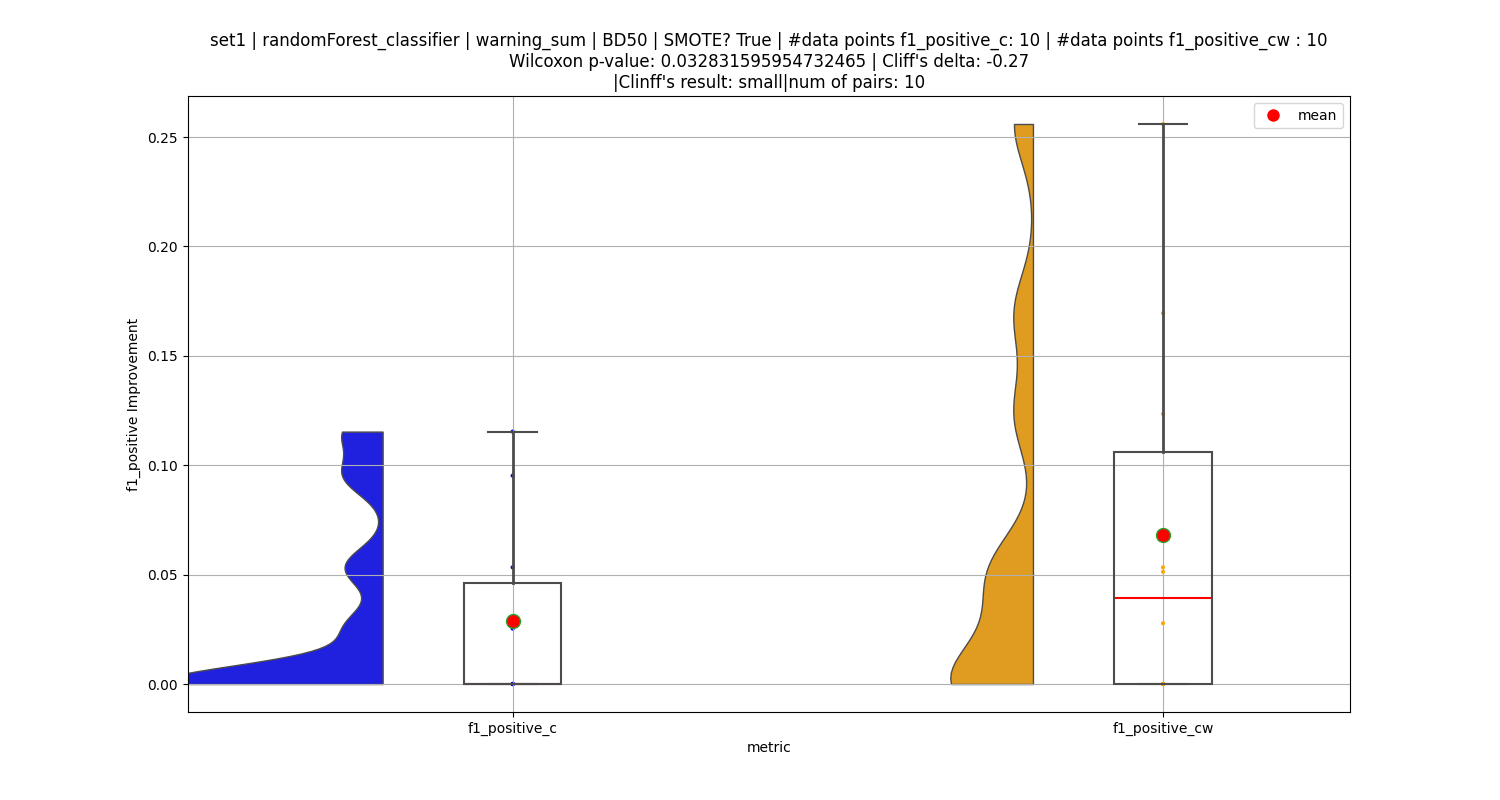 set1 | randomForest_classifier | warning_sum | BD50 | SMOTE? True | #data points f1_positive_c: 10 | #data points f1_positive_cw : 10
Wilcoxon p-value: 0.032831595954732465 | Cliff's delta: -0.27
|Clinff's result: small|num of pairs: 10
mean
0.25
0.20
0.15
0.10
0.05
0.00
f1_positive Improvement
f1_positive_c
f1_positive_cw
metric